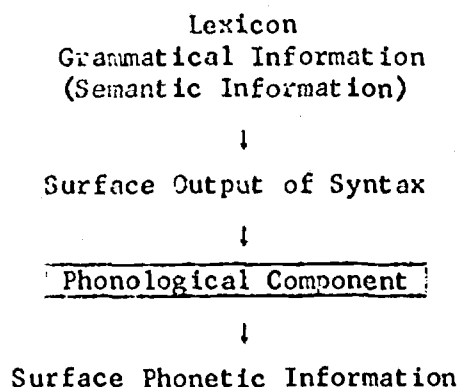 Lexicon
Grammatical Information
(Semantic Information)
↓
Surface Output of Syntax
↓
Phonological Component
↓
Surface Phonetic Information